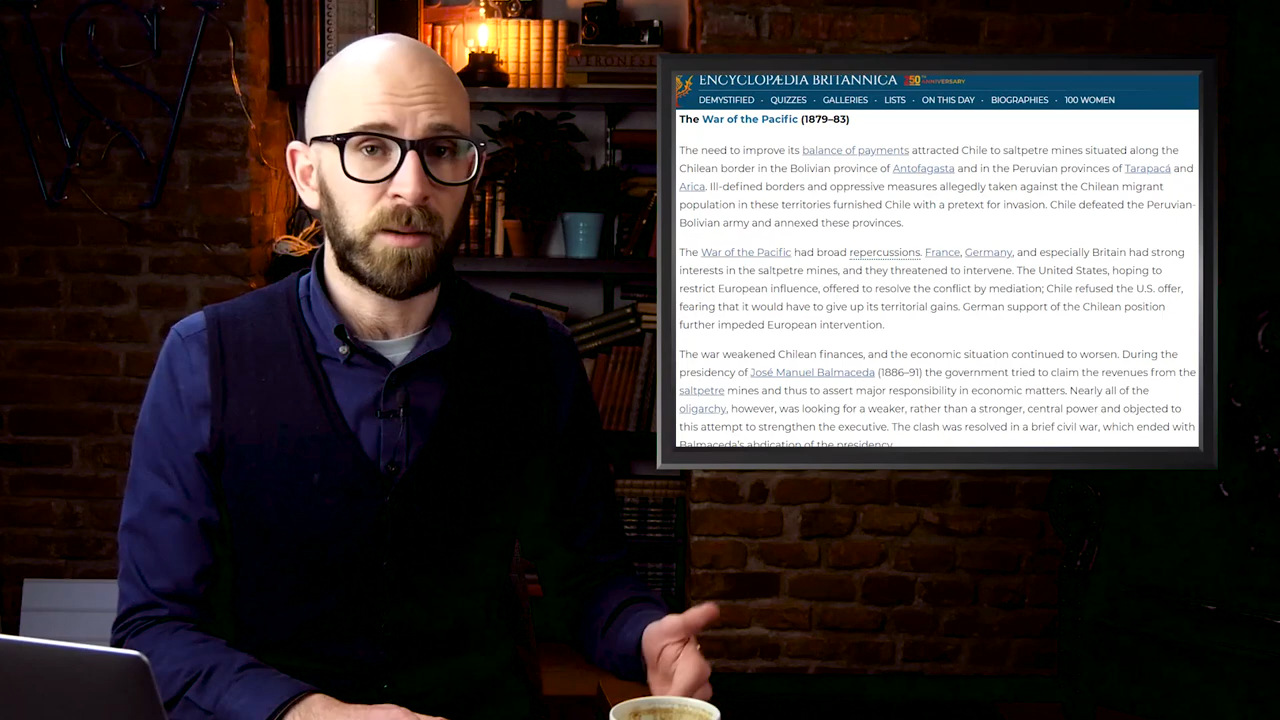 VERONESE
ENCYCLOPÆDIA BRITANNICA 250TH ANNIVERSARY
DEMYSTIFIED · QUIZZES · GALLERIES · LISTS · ON THIS DAY · BIOGRAPHIES · 100 WOMEN
The War of the Pacific (1879–83)
The need to improve its balance of payments attracted Chile to saltpetre mines situated along the
Chilean border in the Bolivian province of Antofagasta and in the Peruvian provinces of Tarapacá and
Arica. Ill-defined borders and oppressive measures allegedly taken against the Chilean migrant
population in these territories furnished Chile with a pretext for invasion. Chile defeated the Peruvian-
Bolivian army and annexed these provinces.
The War of the Pacific had broad repercussions. France, Germany, and especially Britain had strong
interests in the saltpetre mines, and they threatened to intervene. The United States, hoping to
restrict European influence, offered to resolve the conflict by mediation; Chile refused the U.S. offer,
fearing that it would have to give up its territorial gains. German support of the Chilean position
further impeded European intervention.
The war weakened Chilean finances, and the economic situation continued to worsen. During the
presidency of José Manuel Balmaceda (1886–91) the government tried to claim the revenues from the
saltpetre mines and thus to assert major responsibility in economic matters. Nearly all of the
oligarchy, however, was looking for a weaker, rather than a stronger, central power and objected to
this attempt to strengthen the executive. The clash was resolved in a brief civil war, which ended with
Balmaceda's abdication of the presidency.